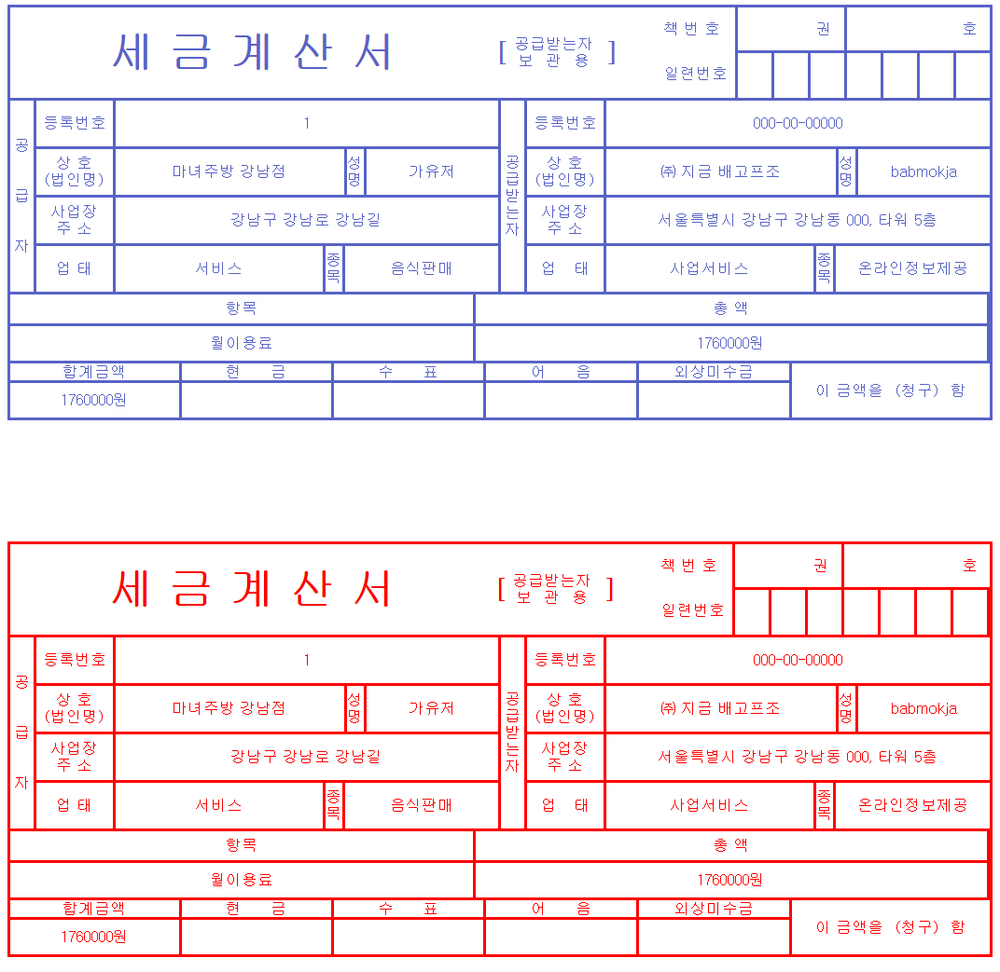 세 금 계 산 서 [ 공급받는자 보 관 용 ] 책 번 호 권 호
일련번호
공급자 등록번호 1 공급받는자 등록번호 000-00-00000
상 호 (법인명) 마녀주방 강남점 성명 가유저 상 호 (법인명) ㈜ 지금 배고프조 성명 babmokja
사업장 주 소 강남구 강남로 강남길 사업장 주 소 서울특별시 강남구 강남동 000, 타워 5층
업 태 서비스 종목 음식판매 업 태 사업서비스 종목 온라인정보제공
항목 총 액
월이용료 1760000원
합계금액 현 금 수 표 어 음 외상미수금 이 금액을 (청구) 함
1760000원
세 금 계 산 서 [ 공급받는자 보 관 용 ] 책 번 호 권 호
일련번호
공급자 등록번호 1 공급받는자 등록번호 000-00-00000
상 호 (법인명) 마녀주방 강남점 성명 가유저 상 호 (법인명) ㈜ 지금 배고프조 성명 babmokja
사업장 주 소 강남구 강남로 강남길 사업장 주 소 서울특별시 강남구 강남동 000, 타워 5층
업 태 서비스 종목 음식판매 업 태 사업서비스 종목 온라인정보제공
항목 총 액
월이용료 1760000원
합계금액 현 금 수 표 어 음 외상미수금 이 금액을 (청구) 함
1760000원